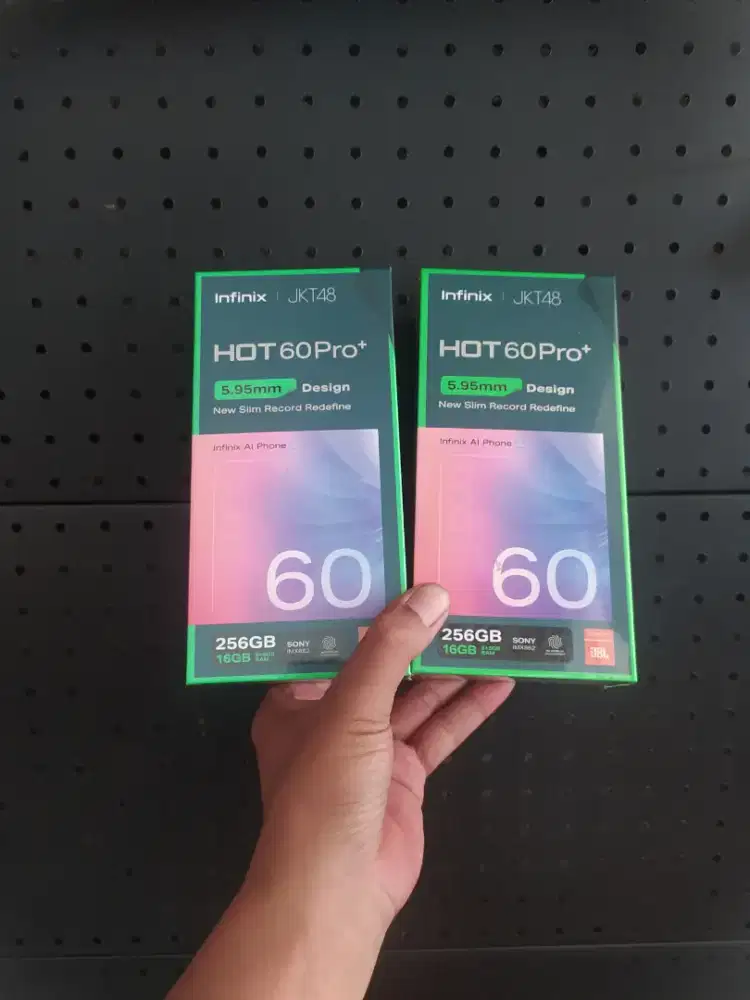 Infinix | JKT48
HOT 60 Pro+
5.95mm Design
New Slim Record Redefine
Infinix AI Phone
60
256GB
16GB RAM
SONY
Infinix | JKT48
HOT 60 Pro+
5.95mm Design
New Slim Record Redefine
Infinix AI Phone
60
256GB
16GB RAM
SONY
JBL